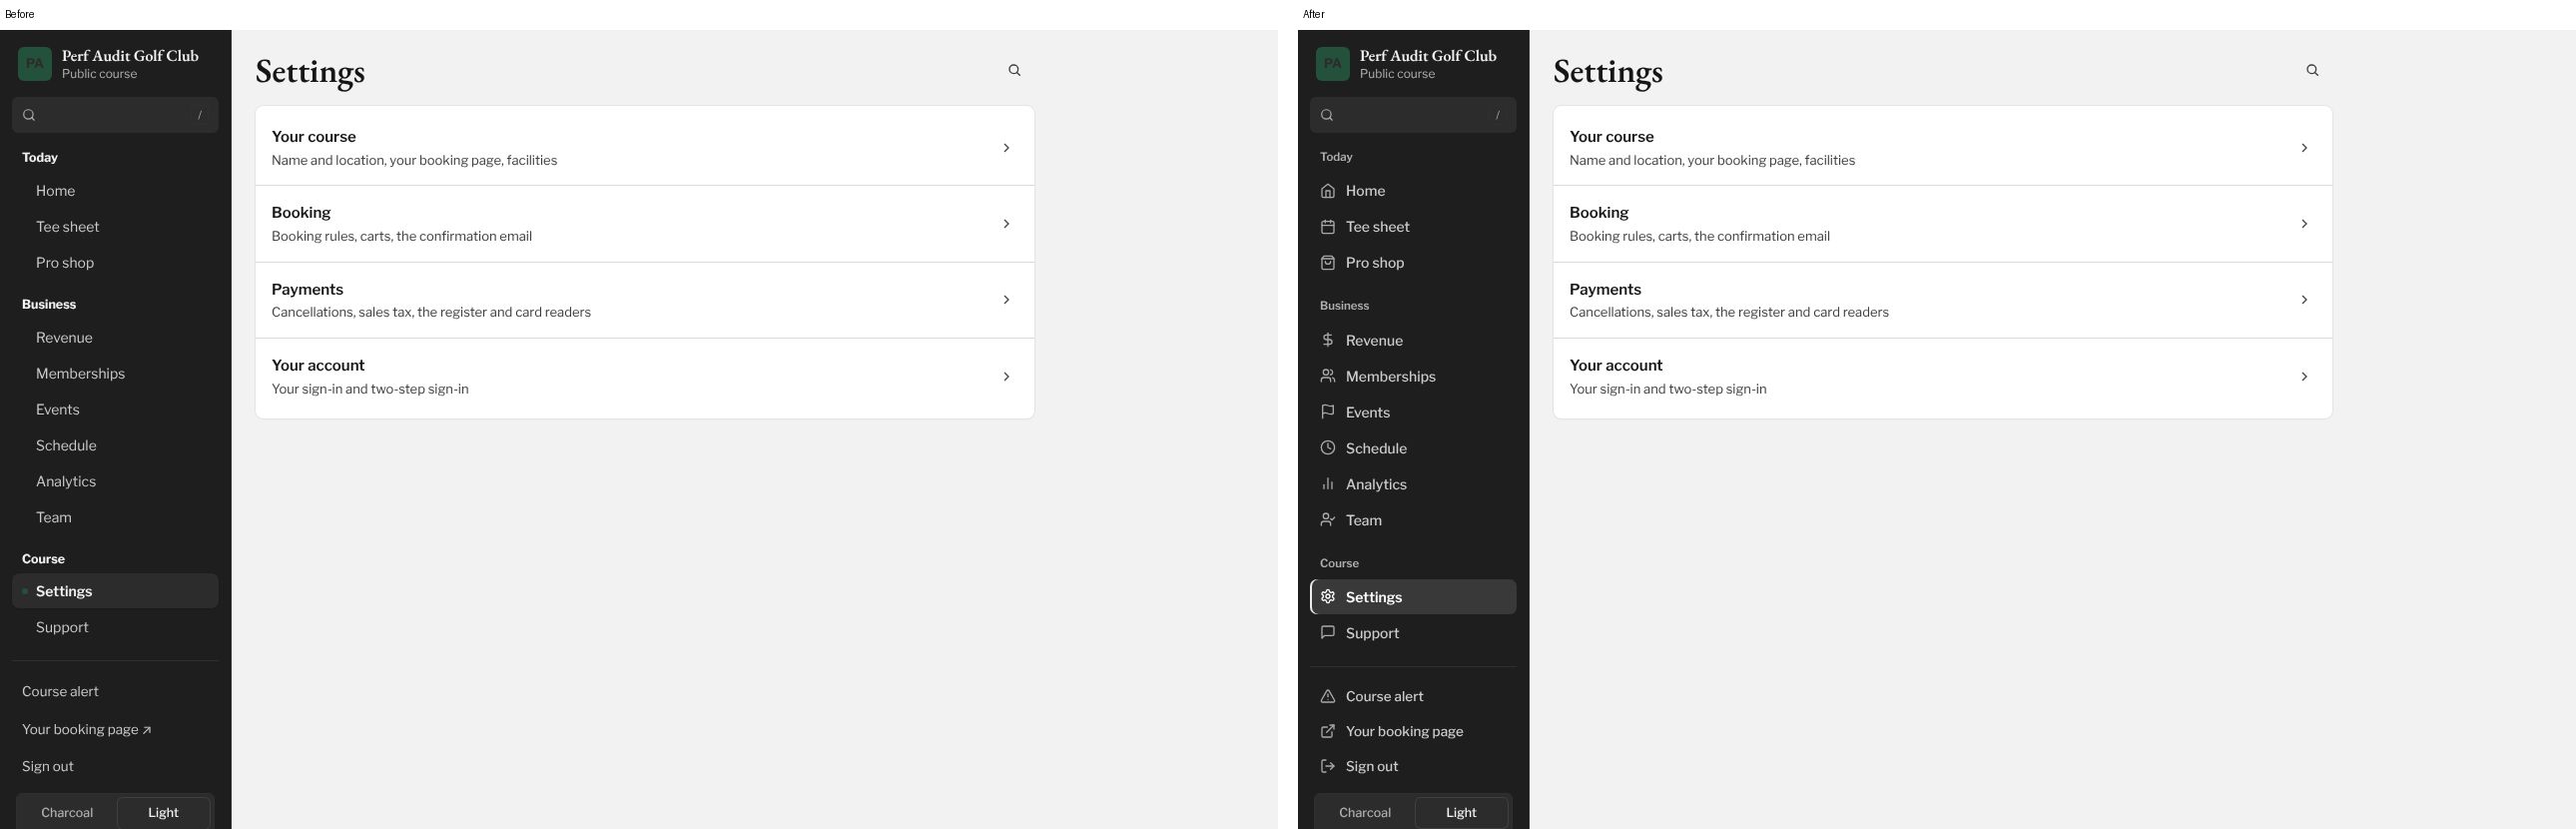 Before
PA
Perf Audit Golf Club
Public course
/
Today
Home
Tee sheet
Pro shop
Business
Revenue
Memberships
Events
Schedule
Analytics
Team
Course
Settings
Support
Course alert
Your booking page ↗
Sign out
Charcoal
Light
Settings
Your course
Name and location, your booking page, facilities
Booking
Booking rules, carts, the confirmation email
Payments
Cancellations, sales tax, the register and card readers
Your account
Your sign-in and two-step sign-in
After
PA
Perf Audit Golf Club
Public course
/
Today
Home
Tee sheet
Pro shop
Business
Revenue
Memberships
Events
Schedule
Analytics
Team
Course
Settings
Support
Course alert
Your booking page
Sign out
Charcoal
Light
Settings
Your course
Name and location, your booking page, facilities
Booking
Booking rules, carts, the confirmation email
Payments
Cancellations, sales tax, the register and card readers
Your account
Your sign-in and two-step sign-in